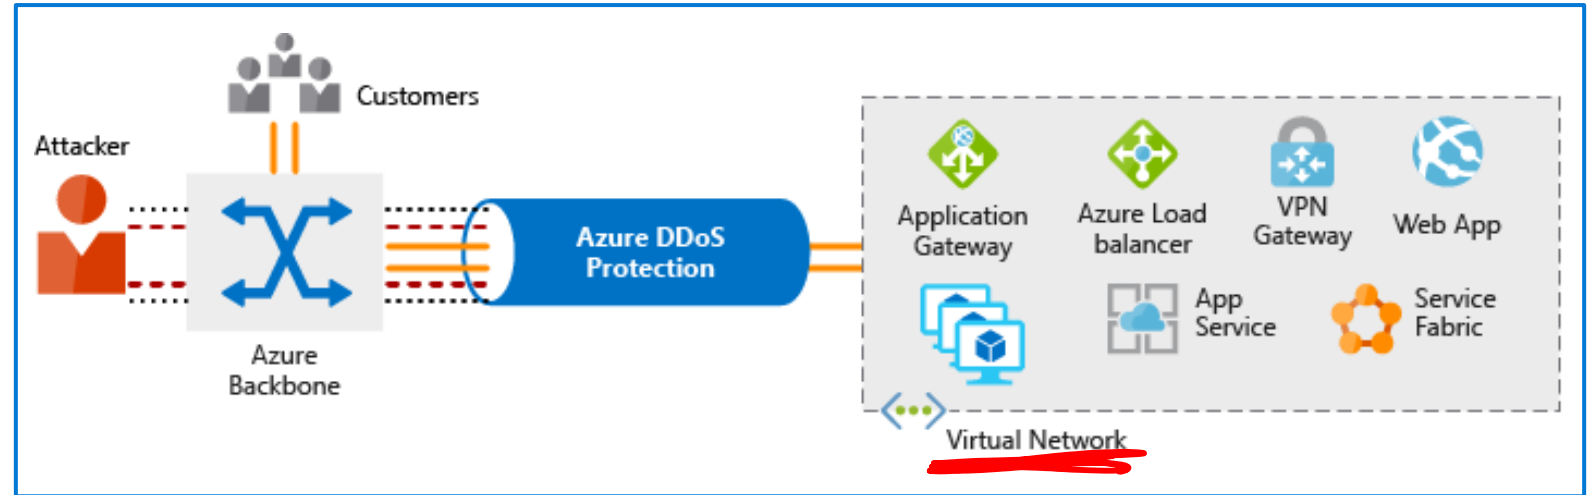 Customers
Attacker
Azure
Backbone
Azure DDoS
Protection
Application
Gateway
Azure Load
balancer
VPN
Gateway
Web App
App
Service
Service
Fabric
Virtual Network